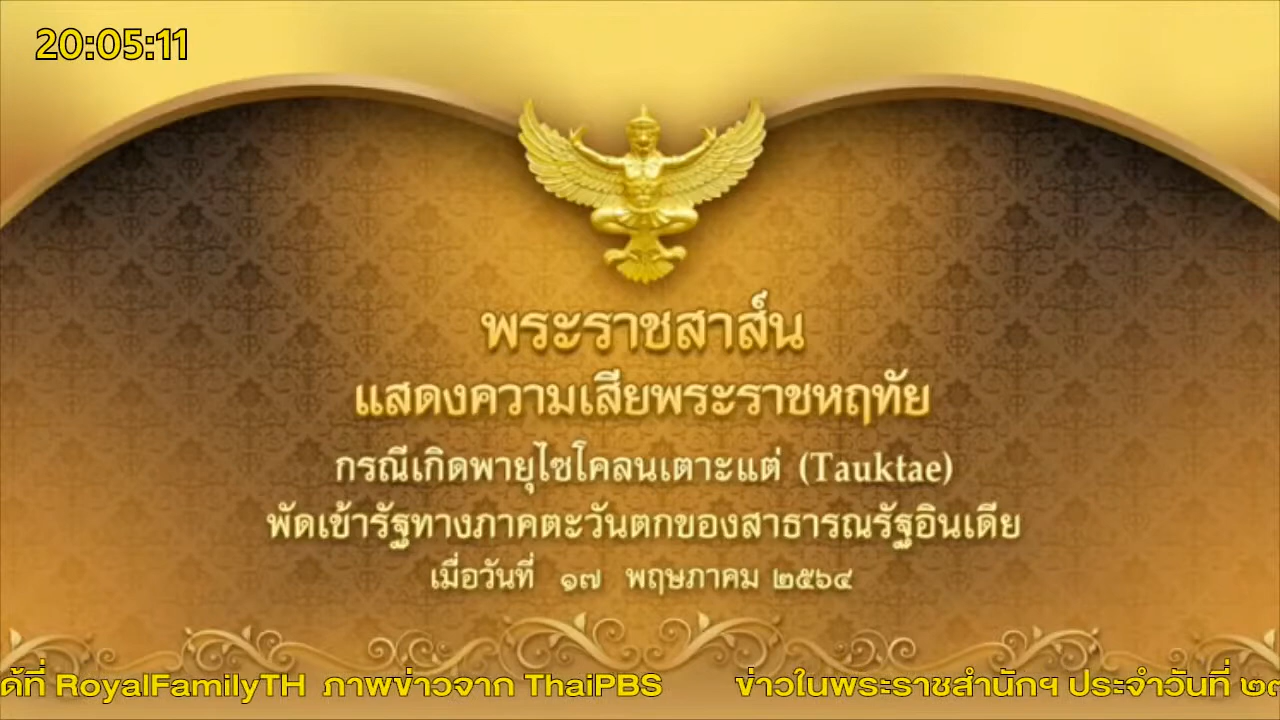 20:05:11
พระราชสาส์น
แสดงความเสียพระราชหฤทัย
กรณีเกิดพายุไซโคลนเตาะแต่ (Tauktae)
พัดเข้ารัฐทางภาคตะวันตกของสาธารณรัฐอินเดีย
เมื่อวันที่ ๑๗ พฤษภาคม ๒๕๖๔
ด้ที่ RoyalFamilyTH ภาพข่าวจาก ThaiPBS ข่าวในพระราชสำนักฯ ประจำวันที่